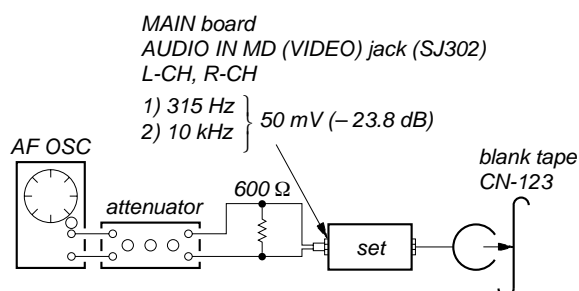 MAIN board
AUDIO IN MD (VIDEO) jack (SJ302)
L-CH, R-CH
1) 315 Hz
2) 10 kHz
50 mV (– 23.8 dB)
AF OSC
attenuator
600 Ω
set
blank tape
CN-123